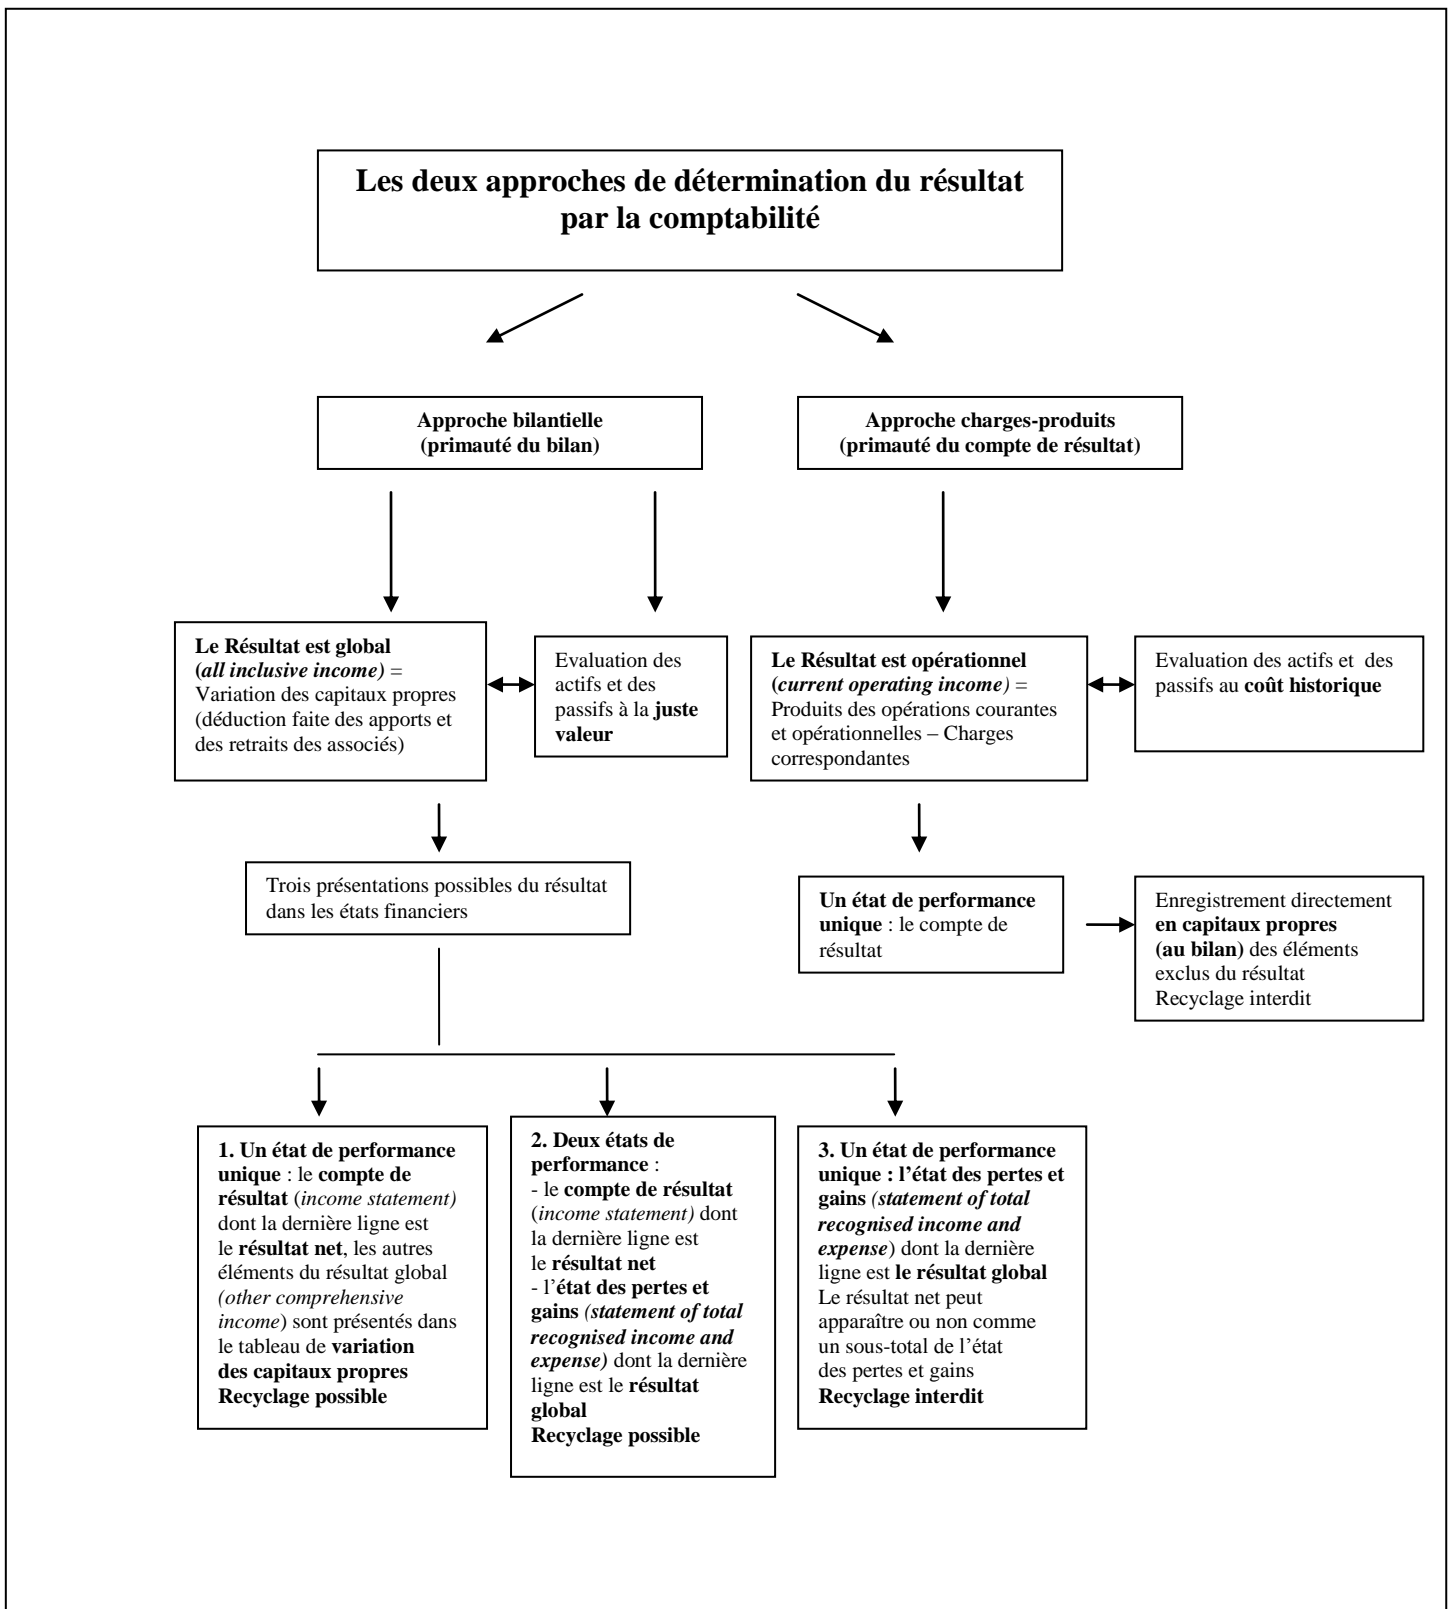 Les deux approches de détermination du résultat
par la comptabilité
Approche bilantielle
(primauté du bilan)
Approche charges-produits
(primauté du compte de résultat)
Le Résultat est global
(all inclusive income) =
Variation des capitaux propres
(déduction faite des apports et
des retraits des associés)
Evaluation des
actifs et des
passifs à la juste
valeur
Le Résultat est opérationnel
(current operating income) =
Produits des opérations courantes
et opérationnelles – Charges
correspondantes
Evaluation des actifs et des
passifs au coût historique
Trois présentations possibles du résultat
dans les états financiers
Un état de performance
unique : le compte de
résultat
Enregistrement directement
en capitaux propres
(au bilan) des éléments
exclus du résultat
Recyclage interdit
1. Un état de performance
unique : le compte de
résultat (income statement)
dont la dernière ligne est
le résultat net, les autres
éléments du résultat global
(other comprehensive
income) sont présentés dans
le tableau de variation
des capitaux propres
Recyclage possible
2. Deux états de
performance :
- le compte de résultat
(income statement) dont
la dernière ligne est
le résultat net
- l’état des pertes et
gains (statement of total
recognised income and
expense) dont la dernière
ligne est le résultat
global
Recyclage possible
3. Un état de performance
unique : l’état des pertes et
gains (statement of total
recognised income and
expense) dont la dernière
ligne est le résultat global
Le résultat net peut
apparaître ou non comme
un sous-total de l’état
des pertes et gains
Recyclage interdit